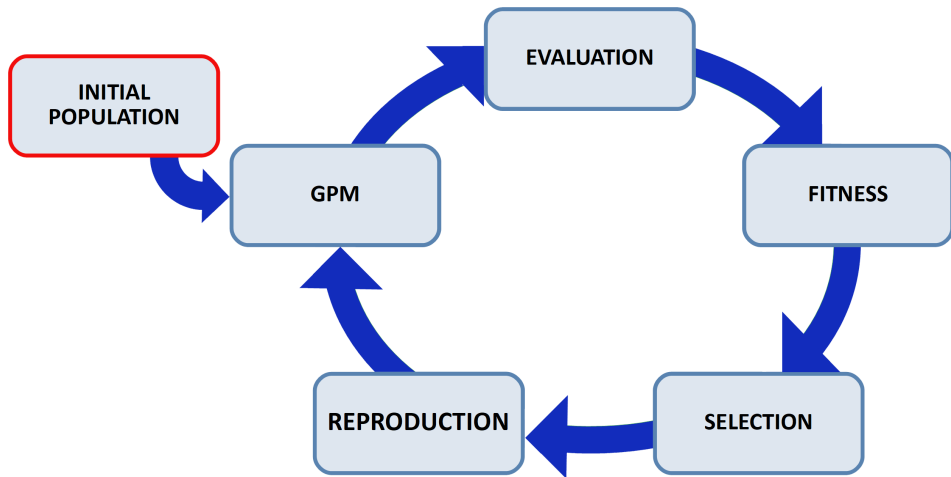 INITIAL
POPULATION
GPM
EVALUATION
FITNESS
SELECTION
REPRODUCTION